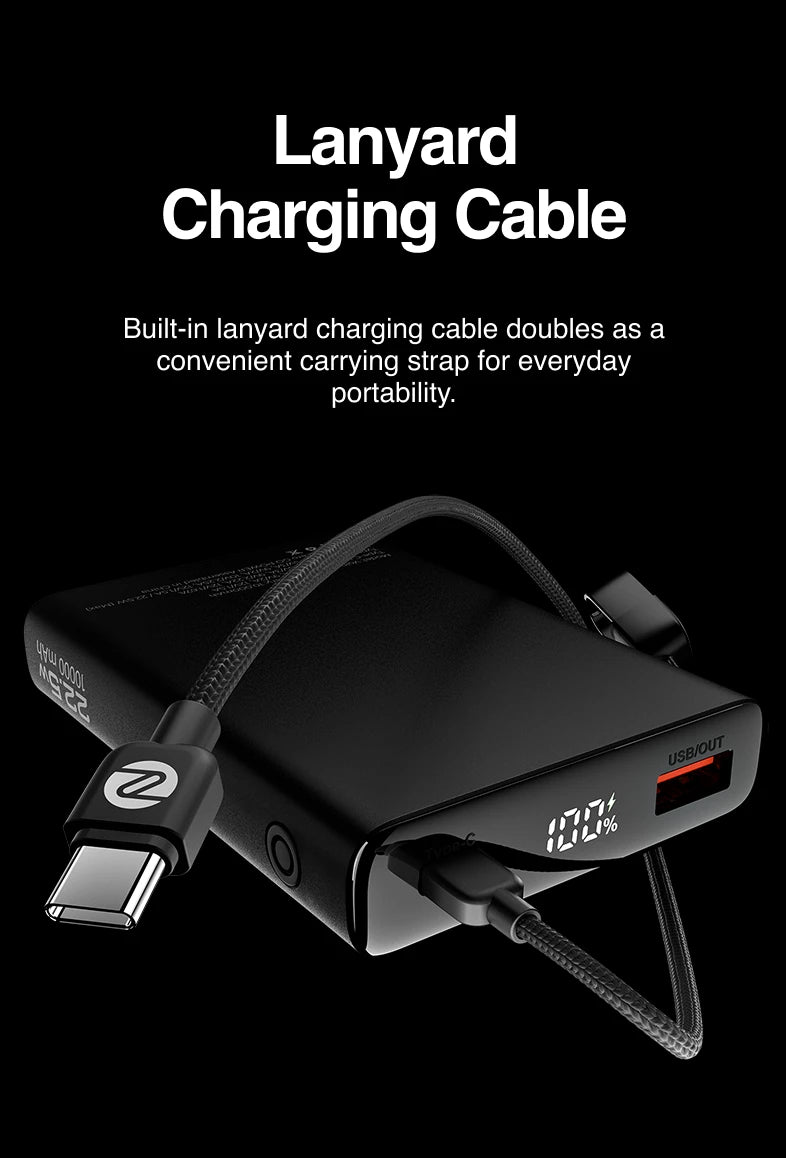 Lanyard
Charging Cable
Built-in lanyard charging cable doubles as a
convenient carrying strap for everyday
portability.
22.5W
10000 mAh
USB/OUT
100%
Type-C